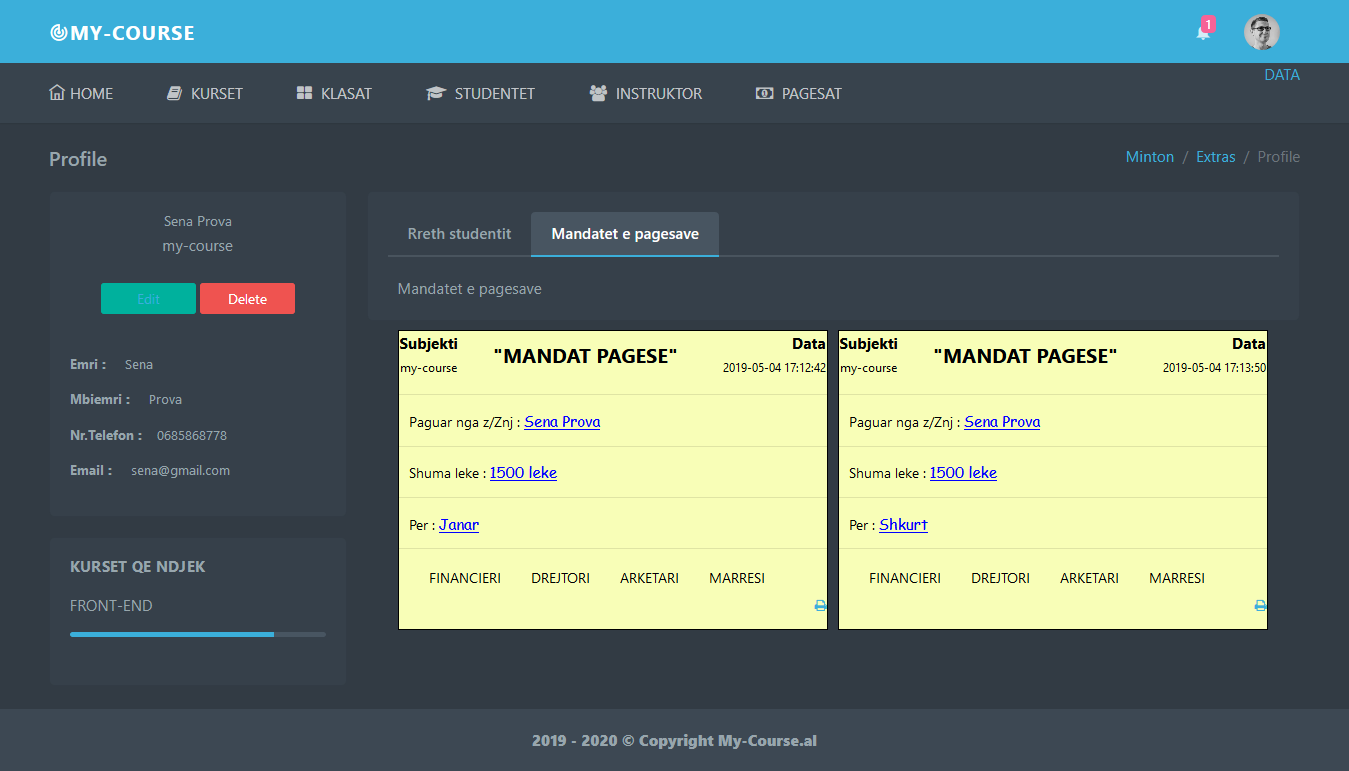 MY-COURSE
1
DATA
HOME KURSET KLASAT STUDENTET INSTRUKTOR PAGESAT
Profile
Minton / Extras / Profile
Sena Prova
my-course
Edit Delete
Emri : Sena
Mbiemri : Prova
Nr.Telefon : 0685868778
Email : sena@gmail.com
KURSET QE NDJEK
FRONT-END
Rreth studentit Mandatet e pagesave
Mandatet e pagesave
Subjekti "MANDAT PAGESE" Data
my-course 2019-05-04 17:12:42
Paguar nga z/Znj : Sena Prova
Shuma leke : 1500 leke
Per : Janar
FINANCIERI DREJTORI ARKETARI MARRESI
Subjekti "MANDAT PAGESE" Data
my-course 2019-05-04 17:13:50
Paguar nga z/Znj : Sena Prova
Shuma leke : 1500 leke
Per : Shkurt
FINANCIERI DREJTORI ARKETARI MARRESI
2019 - 2020 © Copyright My-Course.al